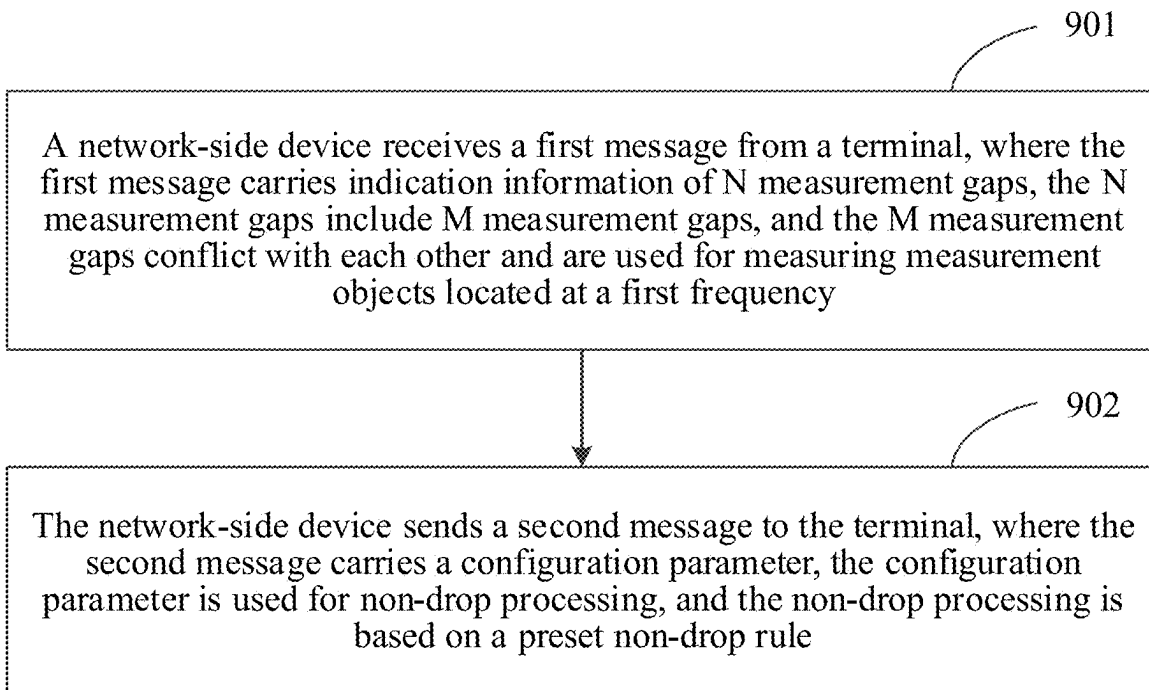 901
A network-side device receives a first message from a terminal, where the
first message carries indication information of N measurement gaps, the N
measurement gaps include M measurement gaps, and the M measurement
gaps conflict with each other and are used for measuring measurement
objects located at a first frequency
902
The network-side device sends a second message to the terminal, where the
second message carries a configuration parameter, the configuration
parameter is used for non-drop processing, and the non-drop processing is
based on a preset non-drop rule